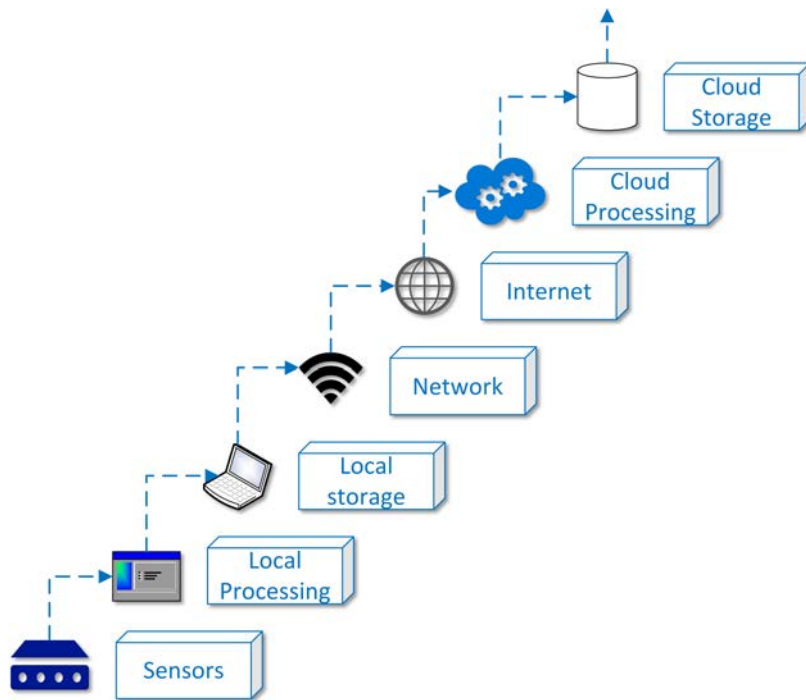 Cloud
Storage
Cloud
Processing
Internet
Network
Local
storage
Local
Processing
Sensors